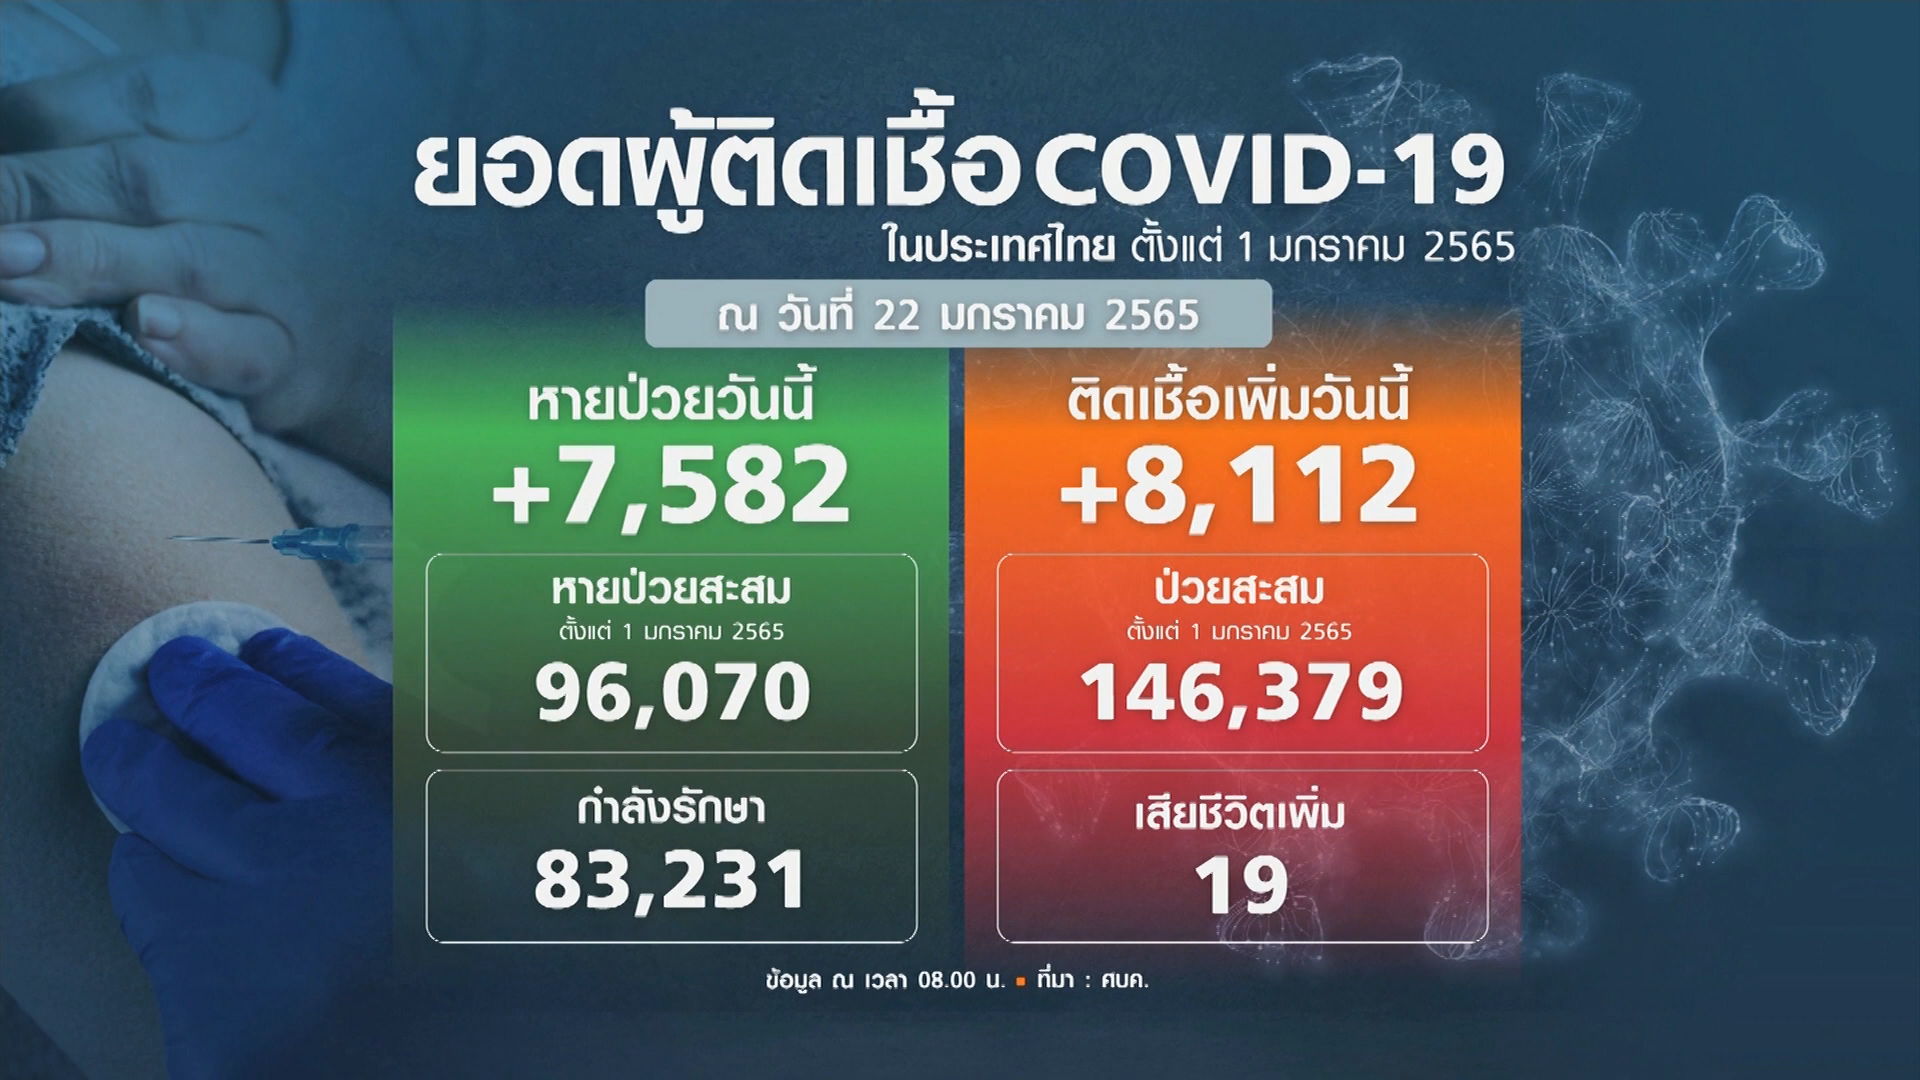 ยอดผู้ติดเชื้อ COVID-19
ในประเทศไทย ตั้งแต่ 1 มกราคม 2565
ณ วันที่ 22 มกราคม 2565
หายป่วยวันนี้
+7,582
หายป่วยสะสม
ตั้งแต่ 1 มกราคม 2565
96,070
กำลังรักษา
83,231
ติดเชื้อเพิ่มวันนี้
+8,112
ป่วยสะสม
ตั้งแต่ 1 มกราคม 2565
146,379
เสียชีวิตเพิ่ม
19
ข้อมูล ณ เวลา 08.00 น. ▪ ที่มา : ศบค.